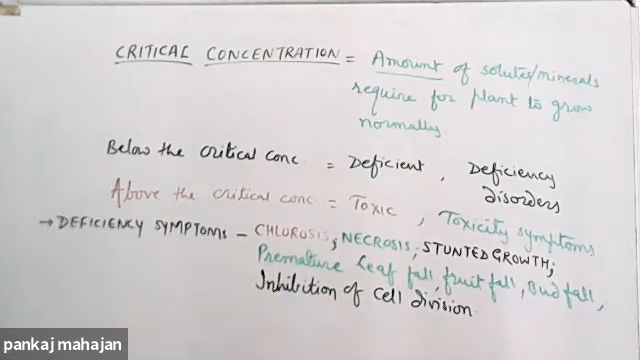 CRITICAL CONCENTRATION = Amount of solutes/minerals
require for plant to grow
normally.
Below the critical conc = Deficient, Deficiency
disorders
Above the critical conc = TOXIC, Toxicity symptoms
→ DEFICIENCY SYMPTOMS - CHLOROSIS; NECROSIS; STUNTED GROWTH;
Premature Leaf fall, fruit fall, Bud fall,
Inhibition of cell division
pankaj mahajan